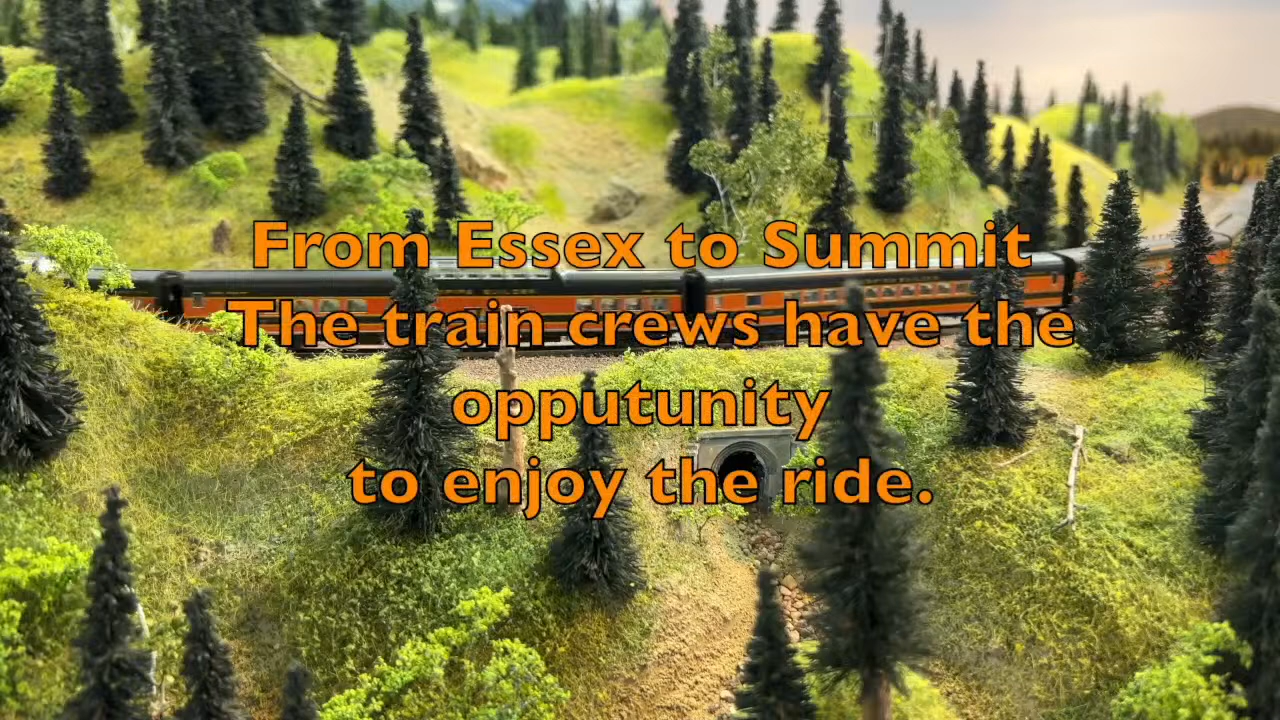 From Essex to Summit
The train crews have the
opputunity
to enjoy the ride.